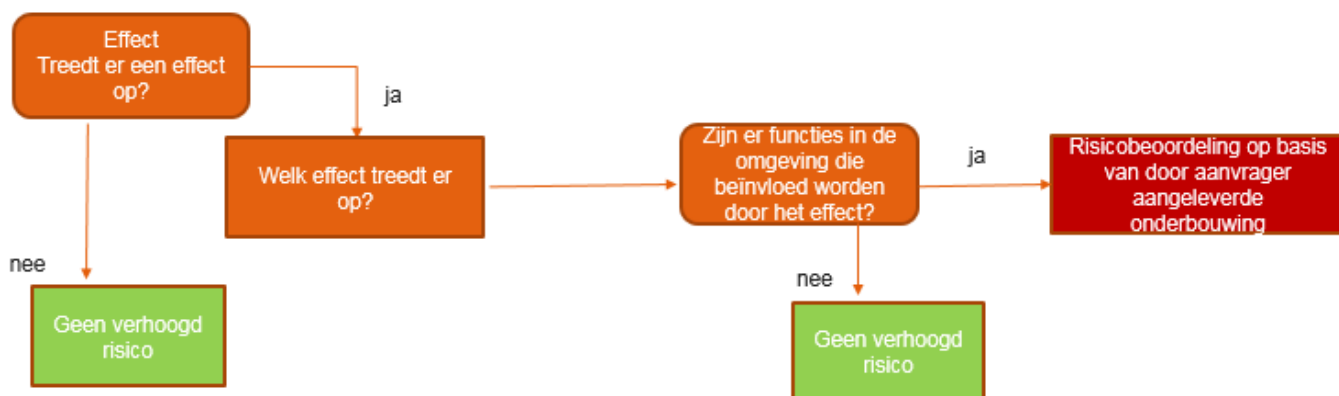 Effect
Treedt er een effect
op?
ja
Welk effect treedt er
op?
Zijn er functies in de
omgeving die
beïnvloed worden
door het effect?
ja
Risicobeoordeling op basis
van door aanvrager
aangeleverde
onderbouwing
nee
Geen verhoogd
risico
nee
Geen verhoogd
risico